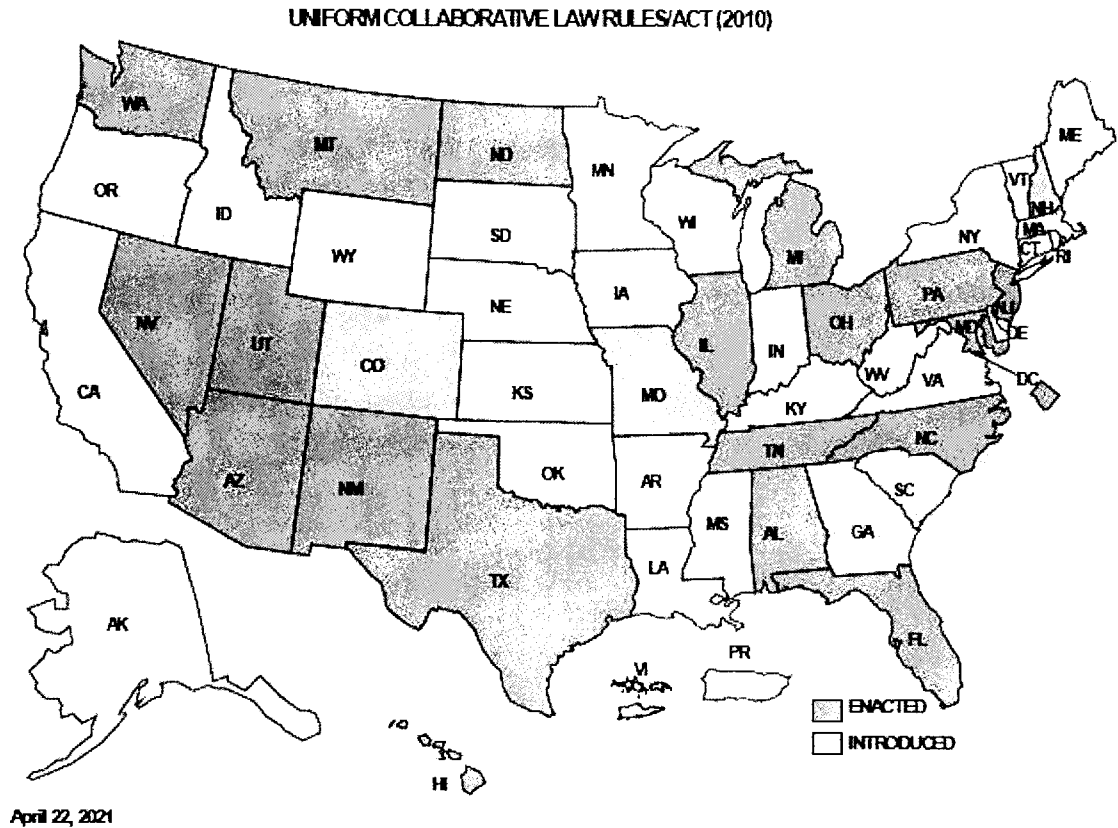 UNIFORM COLLABORATIVE LAW RULES/ACT (2010)
WA
MT
ND
MN
ME
OR
ID
WY
SD
WI
MI
VT
NH
NY
MA
CT
RI
NV
UT
CO
NE
IA
IL
IN
OH
PA
NJ
MD
DE
DC
CA
KS
MO
KY
WV
VA
AZ
NM
OK
AR
TN
NC
SC
TX
LA
MS
AL
GA
FL
AK
HI
VI
PR
ENACTED
INTRODUCED
April 22, 2021